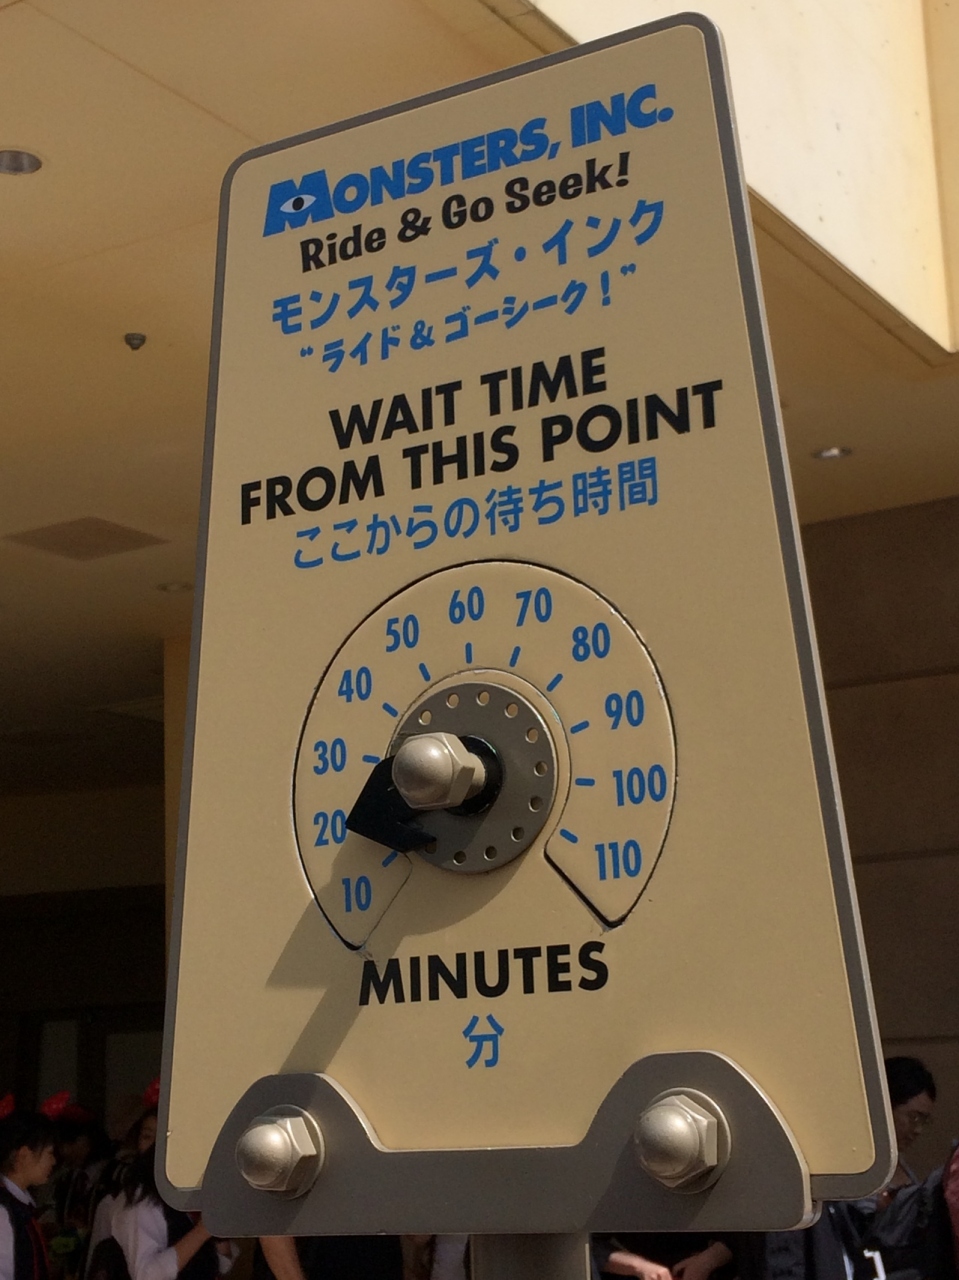 MONSTERS, INC.
Ride & Go Seek!
モンスターズ・インク
“ライド&ゴーシーク!”
WAIT TIME
FROM THIS POINT
ここからの待ち時間
10
20
30
40
50
60
70
80
90
100
110
MINUTES
分